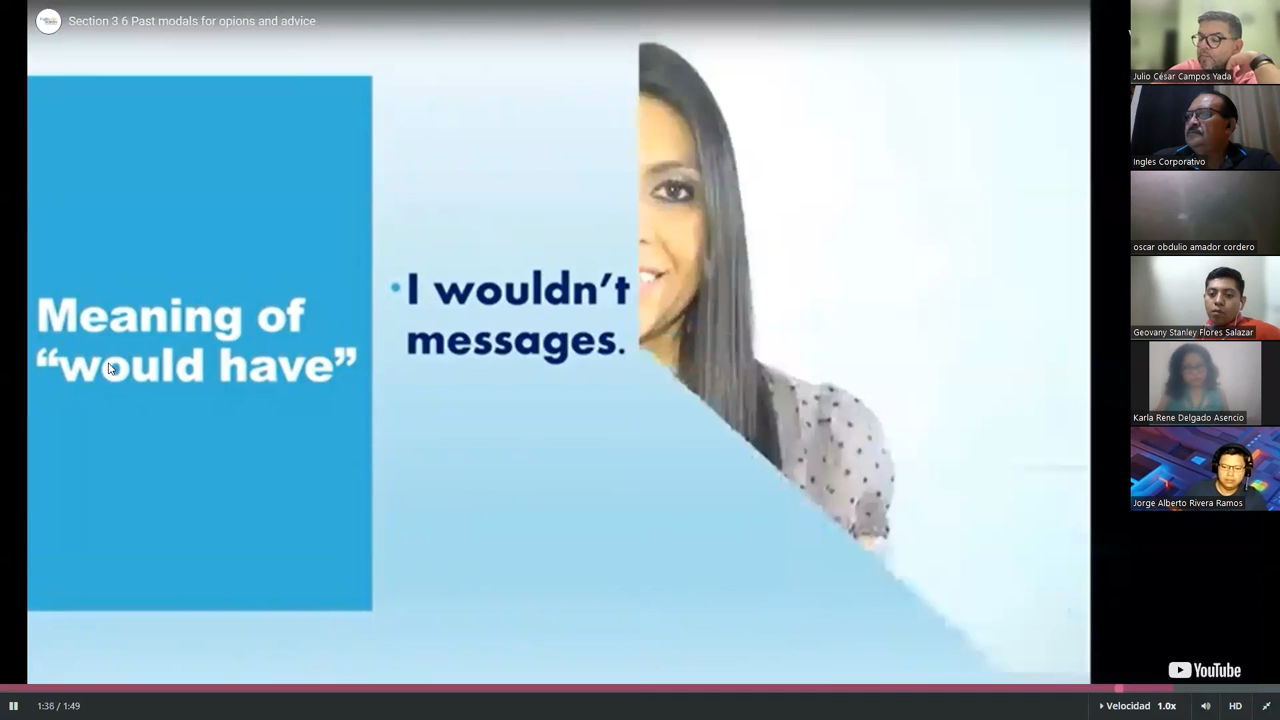 Section 3 6 Past modals for opions and advice
Meaning of
“would have”
• I wouldn’t
messages.
Julio César Campos Yada
Ingles Corporativo
oscar obdulio amador cordero
Geovany Stanley Flores Salazar
Karla Rene Delgado Asencio
Jorge Alberto Rivera Ramos
YouTube
1:38 / 1:49
Velocidad 1.0x
HD